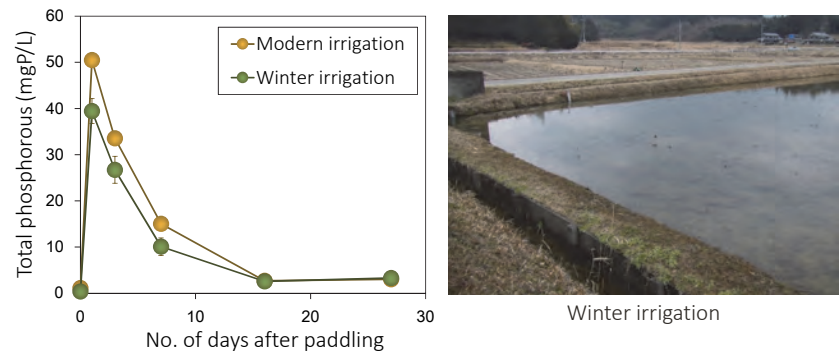 Total phosphorous (mgP/L)
60
50
40
30
20
10
0
Modern irrigation
Winter irrigation
0
10
20
30
No. of days after paddling
Winter irrigation